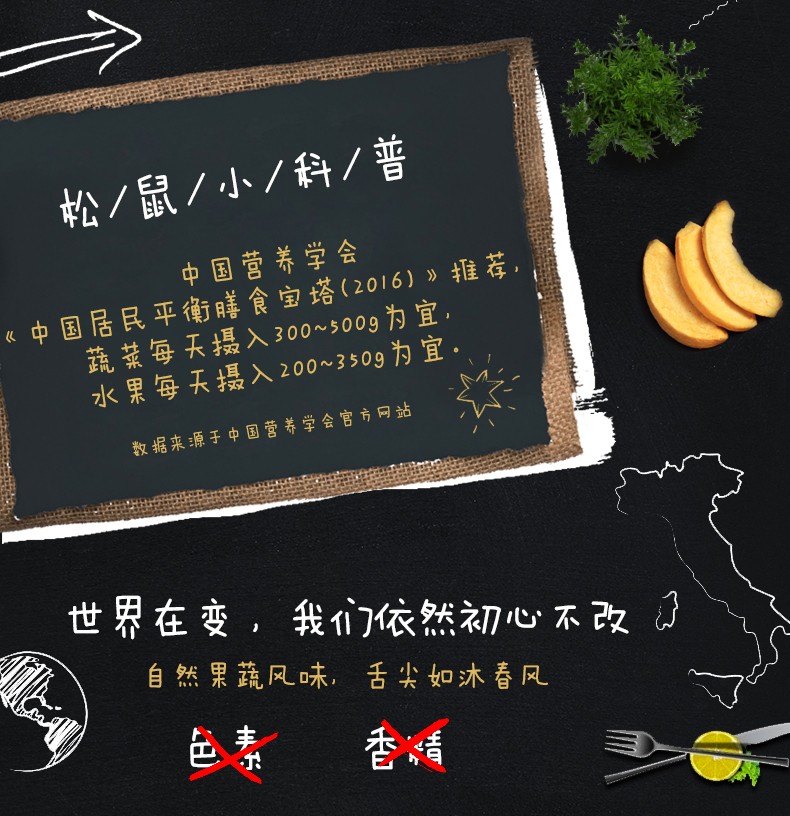 松/鼠/小/科/普
中国营养学会
《中国居民平衡膳食宝塔(2016)》推荐,
蔬菜每天摄入300~500g为宜,
水果每天摄入200~350g为宜。
数据来源于中国营养学会官方网站
世界在变,我们依然初心不改
自然果蔬风味,舌尖如沐春风
色素 香精